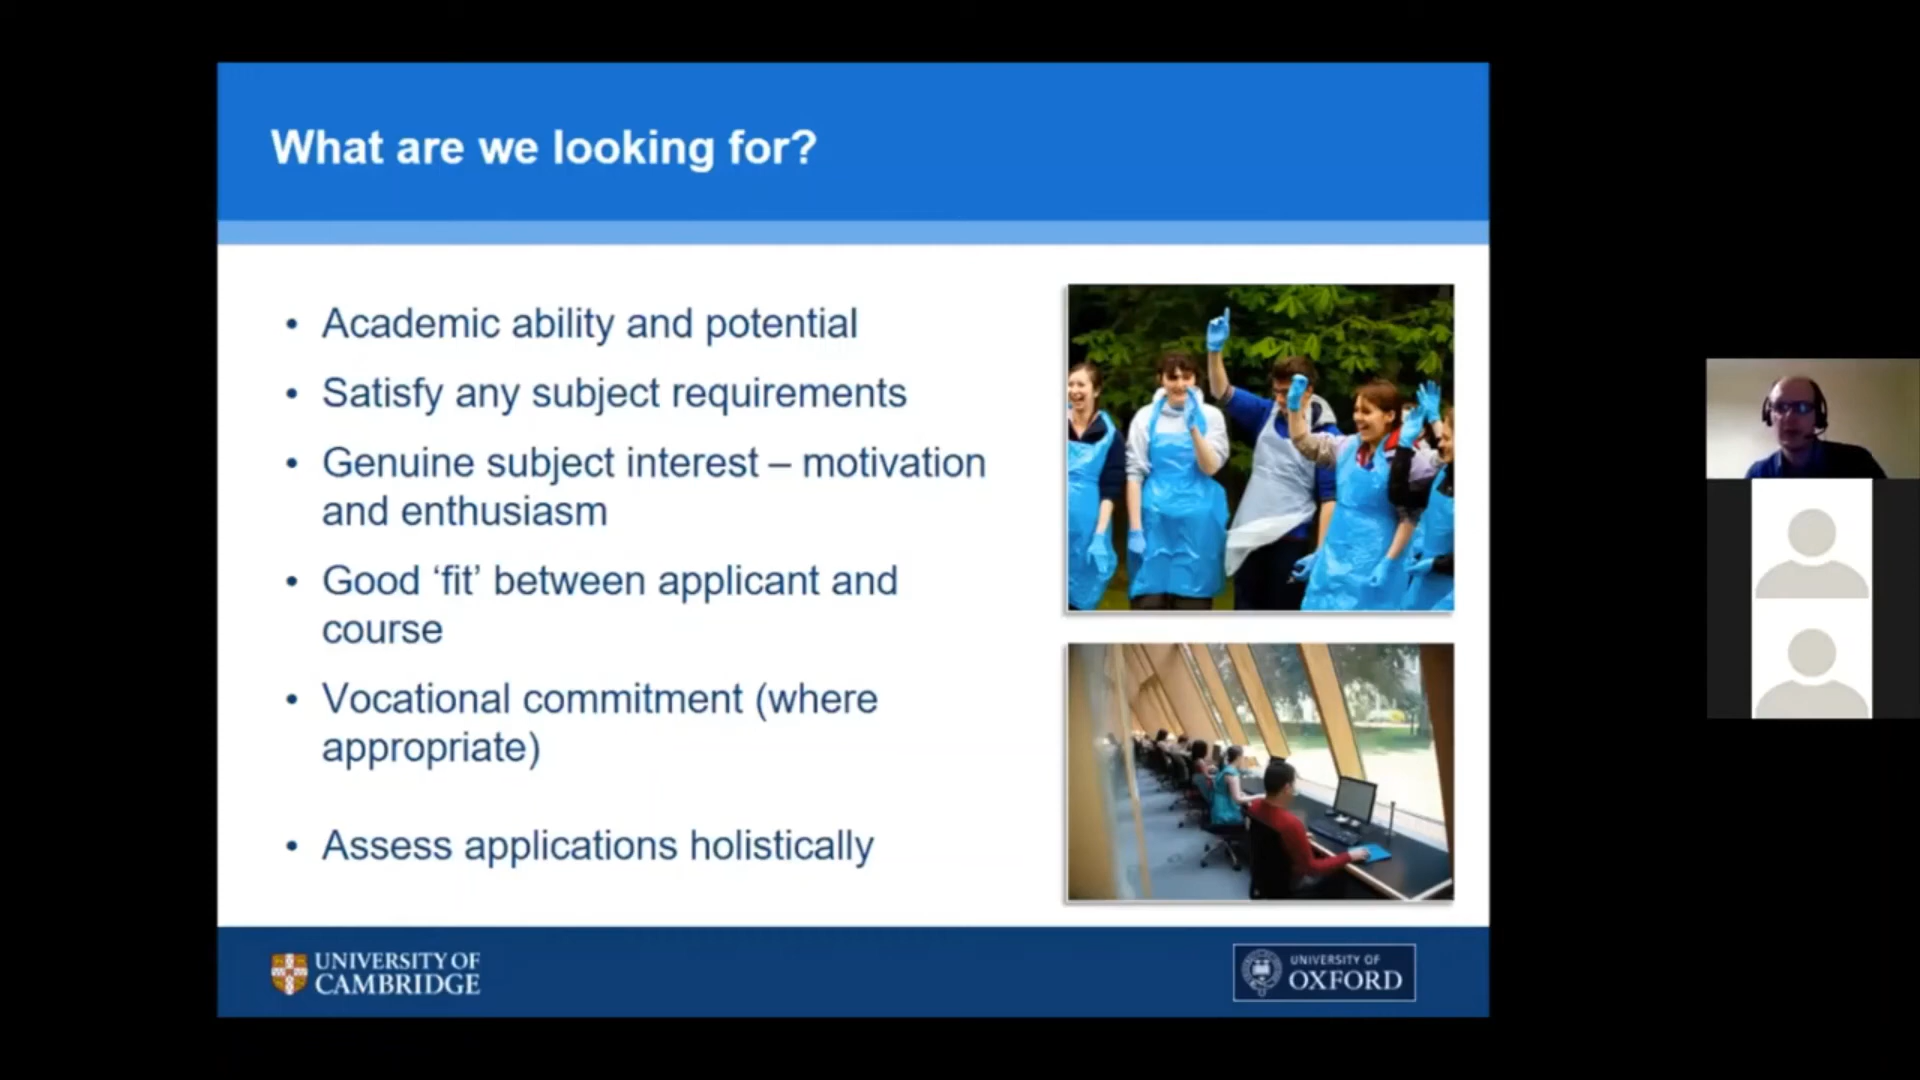 What are we looking for?
• Academic ability and potential
• Satisfy any subject requirements
• Genuine subject interest – motivation
and enthusiasm
• Good ‘fit’ between applicant and
course
• Vocational commitment (where
appropriate)
• Assess applications holistically
UNIVERSITY OF
CAMBRIDGE
UNIVERSITY OF
OXFORD